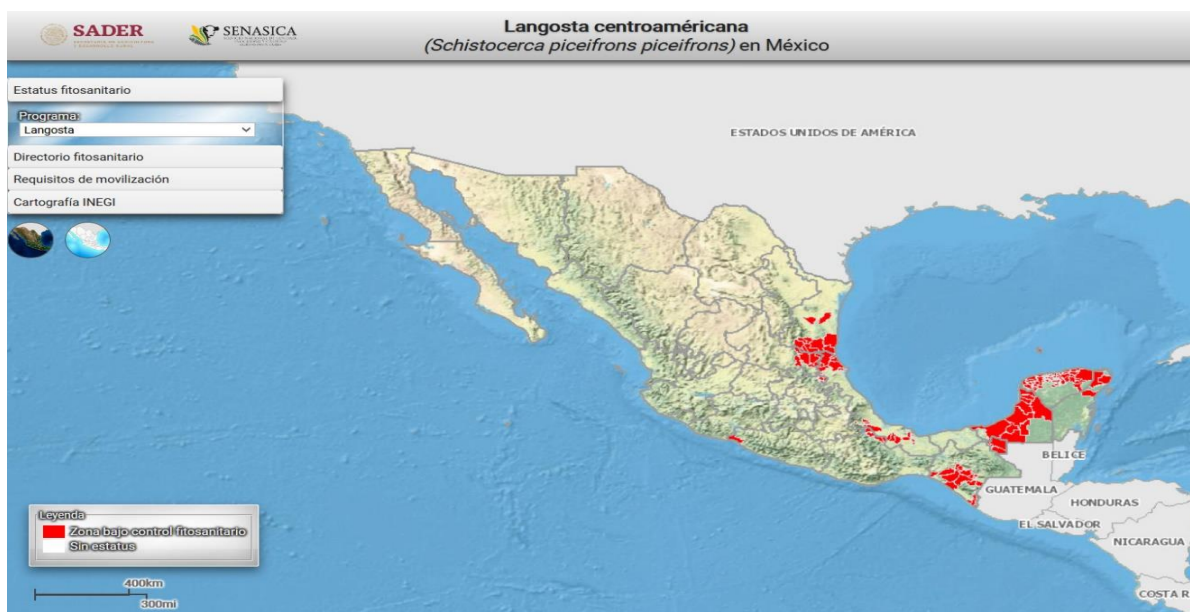 SADER
SENASICA
Langosta centroaméricana
(Schistocerca piceifrons piceifrons) en México
Estatus fitosanitario
Programa:
Langosta
Directorio fitosanitario
Requisitos de movilización
Cartografía INEGI
ESTADOS UNIDOS DE AMÉRICA
BELICE
GUATEMALA
HONDURAS
EL SALVADOR
NICARAGUA
COSTA R
Leyenda
Zona bajo control fitosanitario
Sin estatus
400km
300mi